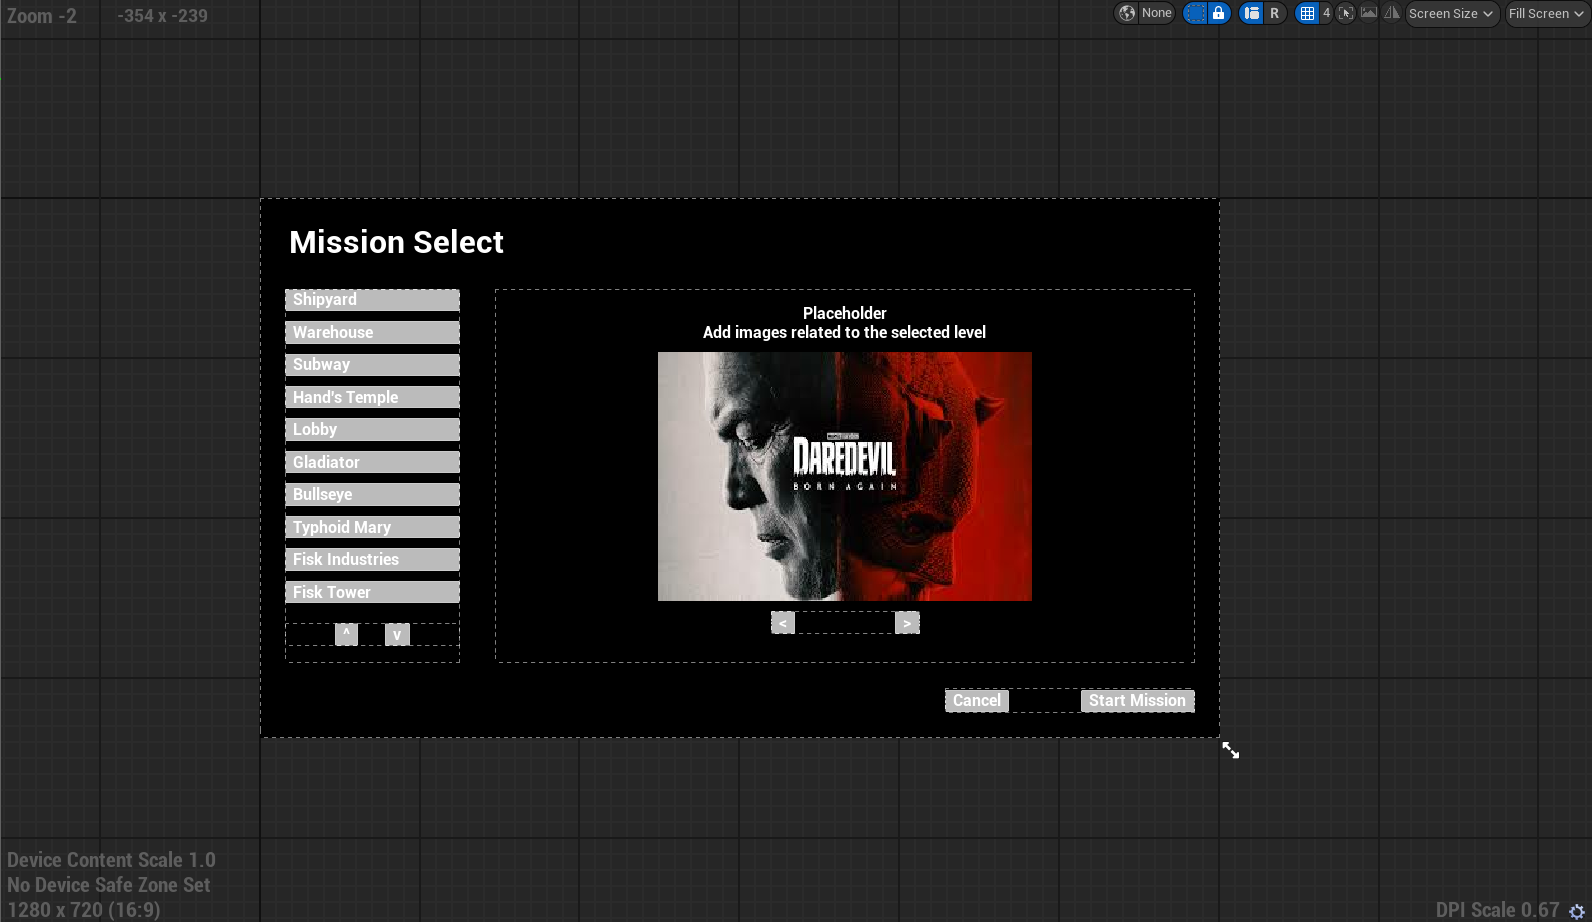 Zoom -2 -354 x -239
None
R
4
Screen Size
Fill Screen
Mission Select
Shipyard
Warehouse
Subway
Hand's Temple
Lobby
Gladiator
Bullseye
Typhoid Mary
Fisk Industries
Fisk Tower
^ v
Placeholder
Add images related to the selected level
DAREDEVIL
BORN AGAIN
< >
Cancel Start Mission
Device Content Scale 1.0
No Device Safe Zone Set
1280 x 720 (16:9)
DPI Scale 0.67